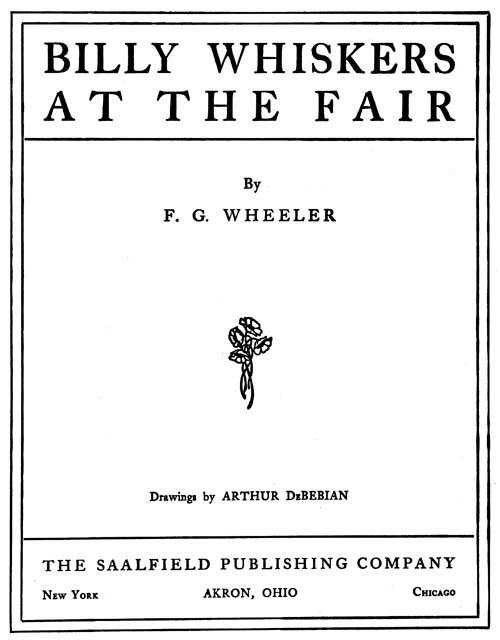 BILLY WHISKERS
AT THE FAIR
By
F. G. WHEELER
Drawings by ARTHUR DeBEBIAN
THE SAALFIELD PUBLISHING COMPANY
New York AKRON, OHIO Chicago